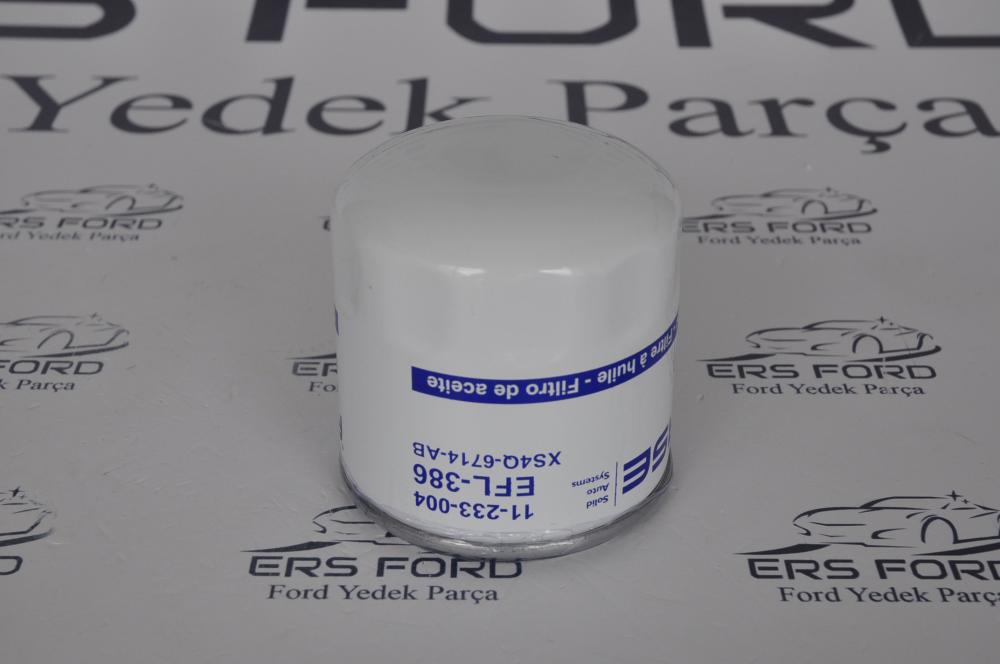 ERS FORD
Yedek Parça
ERS FORD
Ford Yedek Parça
ERS FORD
Ford Yedek Parça
ERS FORD
Ford Yedek Parça
FORD
Parça
ERS FORD
Ford Yedek Parça
ERS FORD
Ford Yedek Parça
ERS FORD
Ford Yedek Parça
11-233-004
EFL-386
XS4Q-6714-AB
Solid
Auto
Systems
Filtre à huile - Filtro de aceite